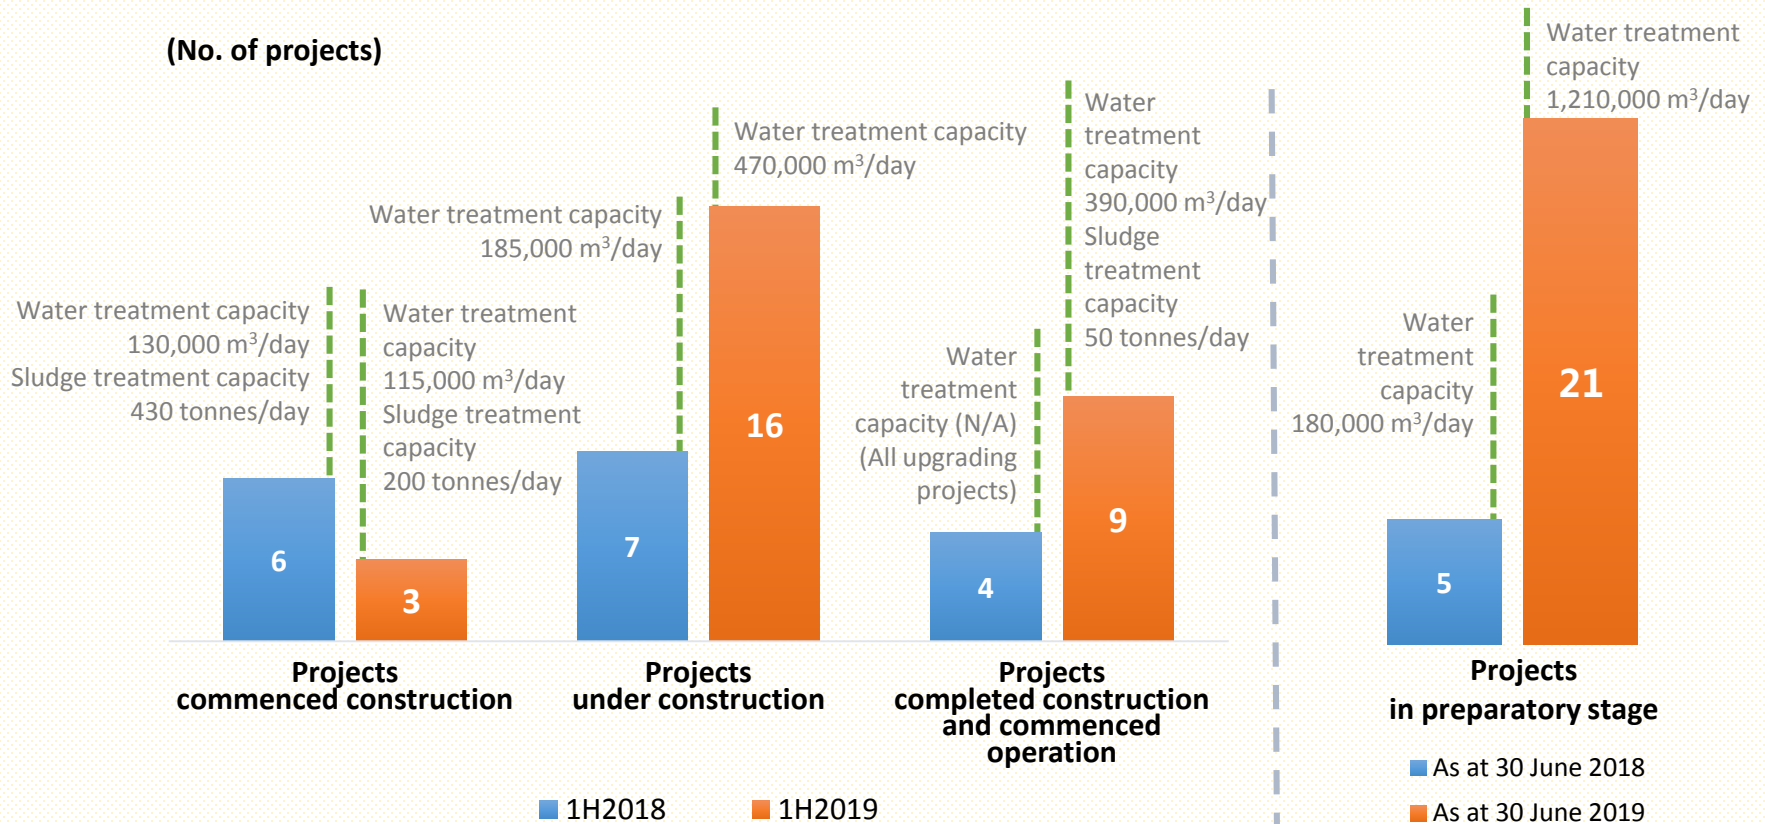 (No. of projects)
Water treatment capacity
130,000 m³/day
Sludge treatment capacity
430 tonnes/day
Water treatment
capacity
115,000 m³/day
Sludge treatment
capacity
200 tonnes/day
6
3
Projects
commenced construction
Water treatment capacity
185,000 m³/day
Water treatment capacity
470,000 m³/day
7
16
Projects
under construction
Water
treatment
capacity (N/A)
(All upgrading
projects)
Water
treatment
capacity
390,000 m³/day
Sludge
treatment
capacity
50 tonnes/day
4
9
Projects
completed construction
and commenced
operation
1H2018
1H2019
Water
treatment
capacity
180,000 m³/day
Water treatment
capacity
1,210,000 m³/day
5
21
Projects
in preparatory stage
As at 30 June 2018
As at 30 June 2019